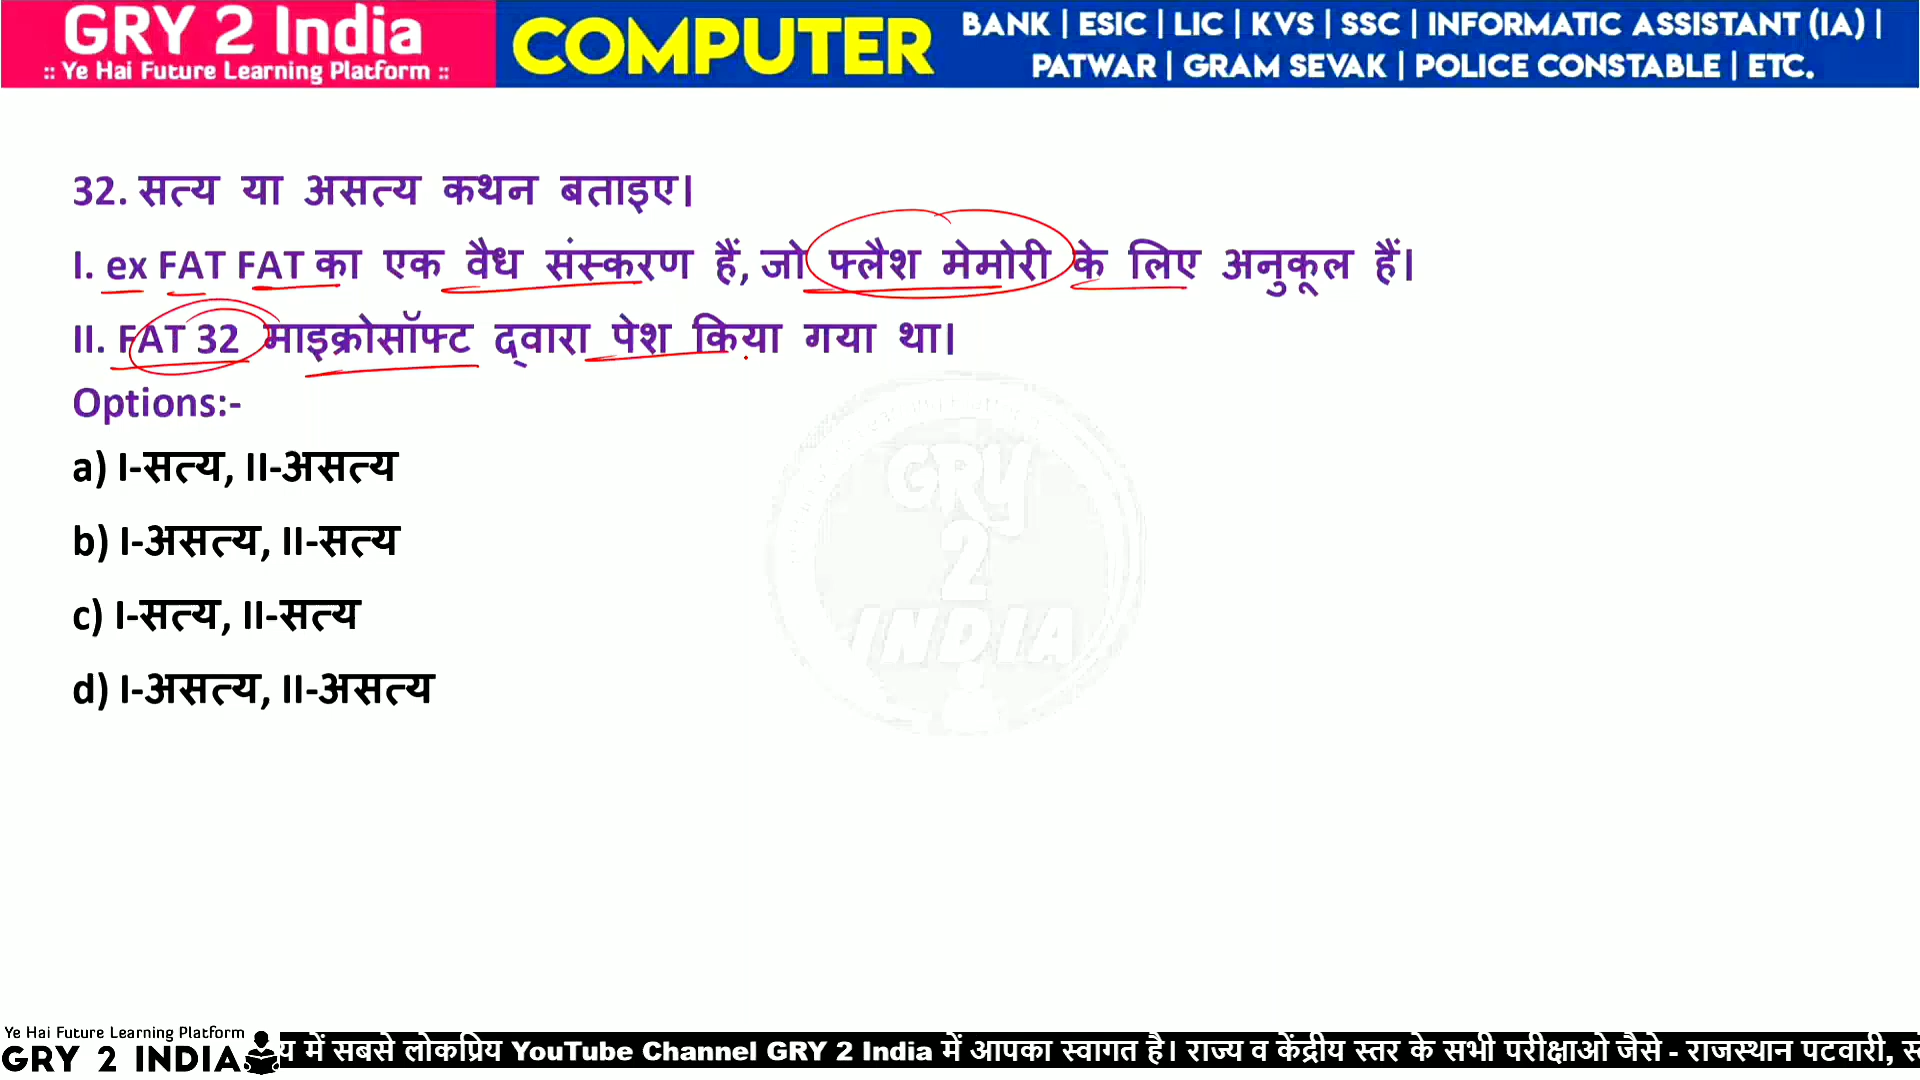 GRY 2 India
:: Ye Hai Future Learning Platform ::
COMPUTER
BANK | ESIC | LIC | KVS | SSC | INFORMATIC ASSISTANT (IA) |
PATWAR | GRAM SEVAK | POLICE CONSTABLE | ETC.
32. सत्य या असत्य कथन बताइए।
I. ex FAT FAT का एक वैध संस्करण हैं, जो फ्लैश मेमोरी के लिए अनुकूल हैं।
II. FAT 32 माइक्रोसॉफ्ट द्वारा पेश किया गया था।
Options:-
a) I-सत्य, II-असत्य
b) I-असत्य, II-सत्य
c) I-सत्य, II-सत्य
d) I-असत्य, II-असत्य
GRY
2
INDIA
Ye Hai Future Learning Platform
GRY 2 INDIA
में सबसे लोकप्रिय YouTube Channel GRY 2 India में आपका स्वागत है। राज्य व केंद्रीय स्तर के सभी परीक्षाओ जैसे - राजस्थान पटवारी,